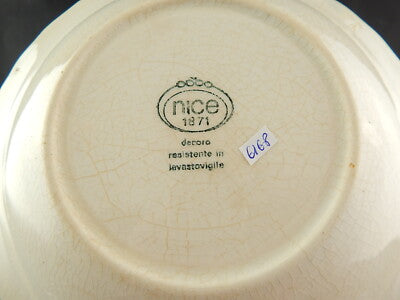 nice
1871
decoro
resistente in
lavastoviglie
6168